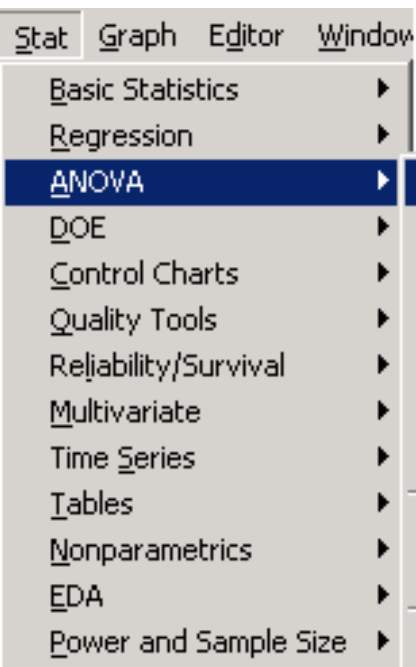 Stat Graph Editor Window
Basic Statistics
Regression
ANOVA
DOE
Control Charts
Quality Tools
Reliability/Survival
Multivariate
Time Series
Tables
Nonparametrics
EDA
Power and Sample Size